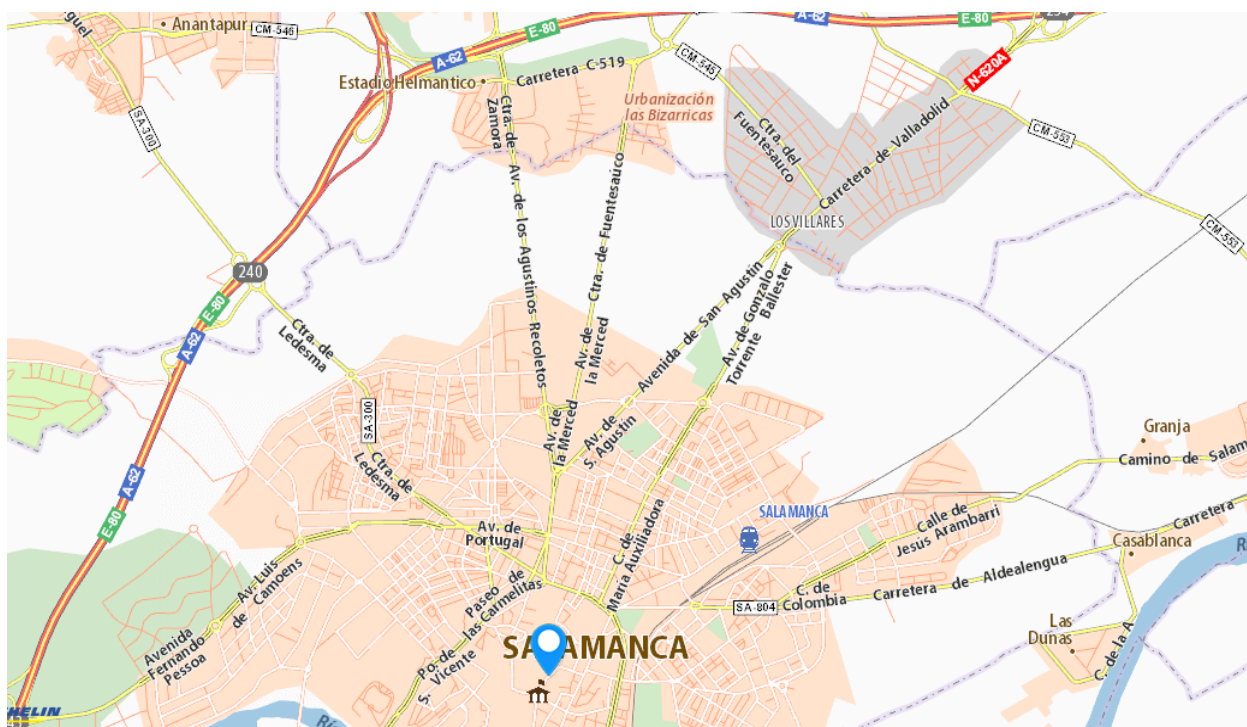 Anantapur
CM-546
E-80
A-62
A-62
E-80
N-620A
Estadio Helmantico
Carretera C-519
CM-545
Urbanización
las Bizarricas
SA-300
Ctra. de
Zamora
Av. de los Agustinos Recoletos
Ctra. de Fuentesaúco
Av. de
la Merced
Ctra. del
Fuentesauco
Carretera de Valladolid
CM-553
CM-553
LOS VILLARES
240
E-80
A-62
Ctra. de
Ledesma
Avenida de San Agustín
Av. de Gonzalo
Torrente Ballester
SA-300
Av. de
la Merced
Av. de
S. Agustín
Granja
Camino de Salam
Ctra. de
Ledesma
A-62
E-80
Av. de
Portugal
C. de
María Auxiliadora
SALAMANCA
Calle de
Jesús Arambarri
Carretera
Casablanca
Av. Luis
de Camoens
Paseo de
las Carmelitas
SA-804
C. de
Colombia
Carretera de Aldealengua
Avenida
Fernando
Pessoa
Po. de
S. Vicente
SALAMANCA
Las
Dunas
C. de la A
HELIN